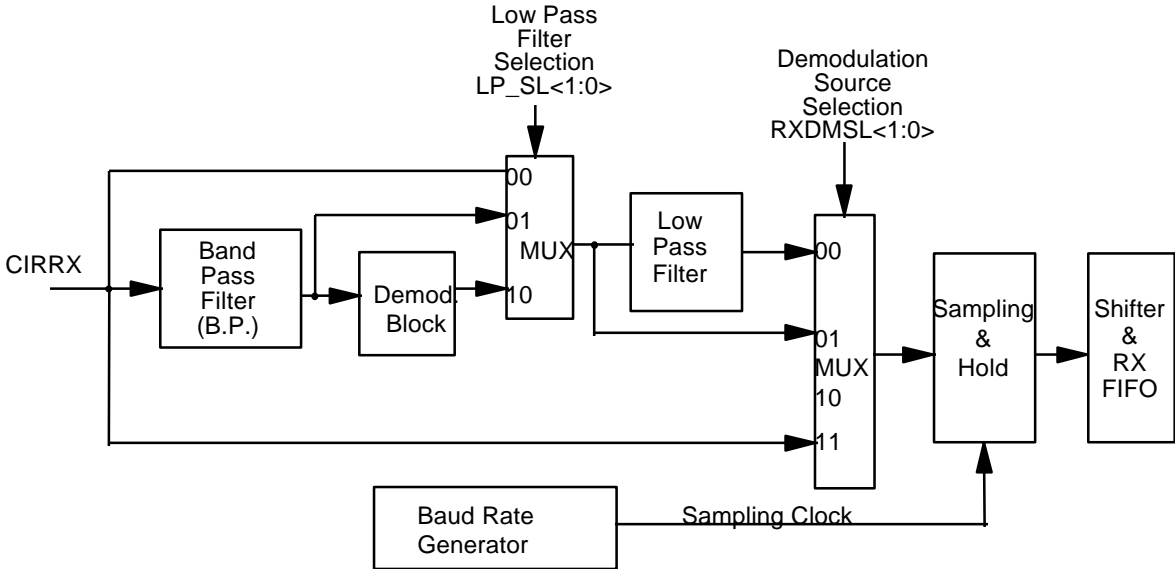 Low Pass
Filter
Selection
LP_SL<1:0>
Demodulation
Source
Selection
RXDMSL<1:0>
CIRRX
Band
Pass
Filter
(B.P.)
Demod.
Block
00
01
MUX
10
Low
Pass
Filter
00
01
MUX
10
11
Sampling
&
Hold
Shifter
&
RX
FIFO
Baud Rate
Generator
Sampling Clock